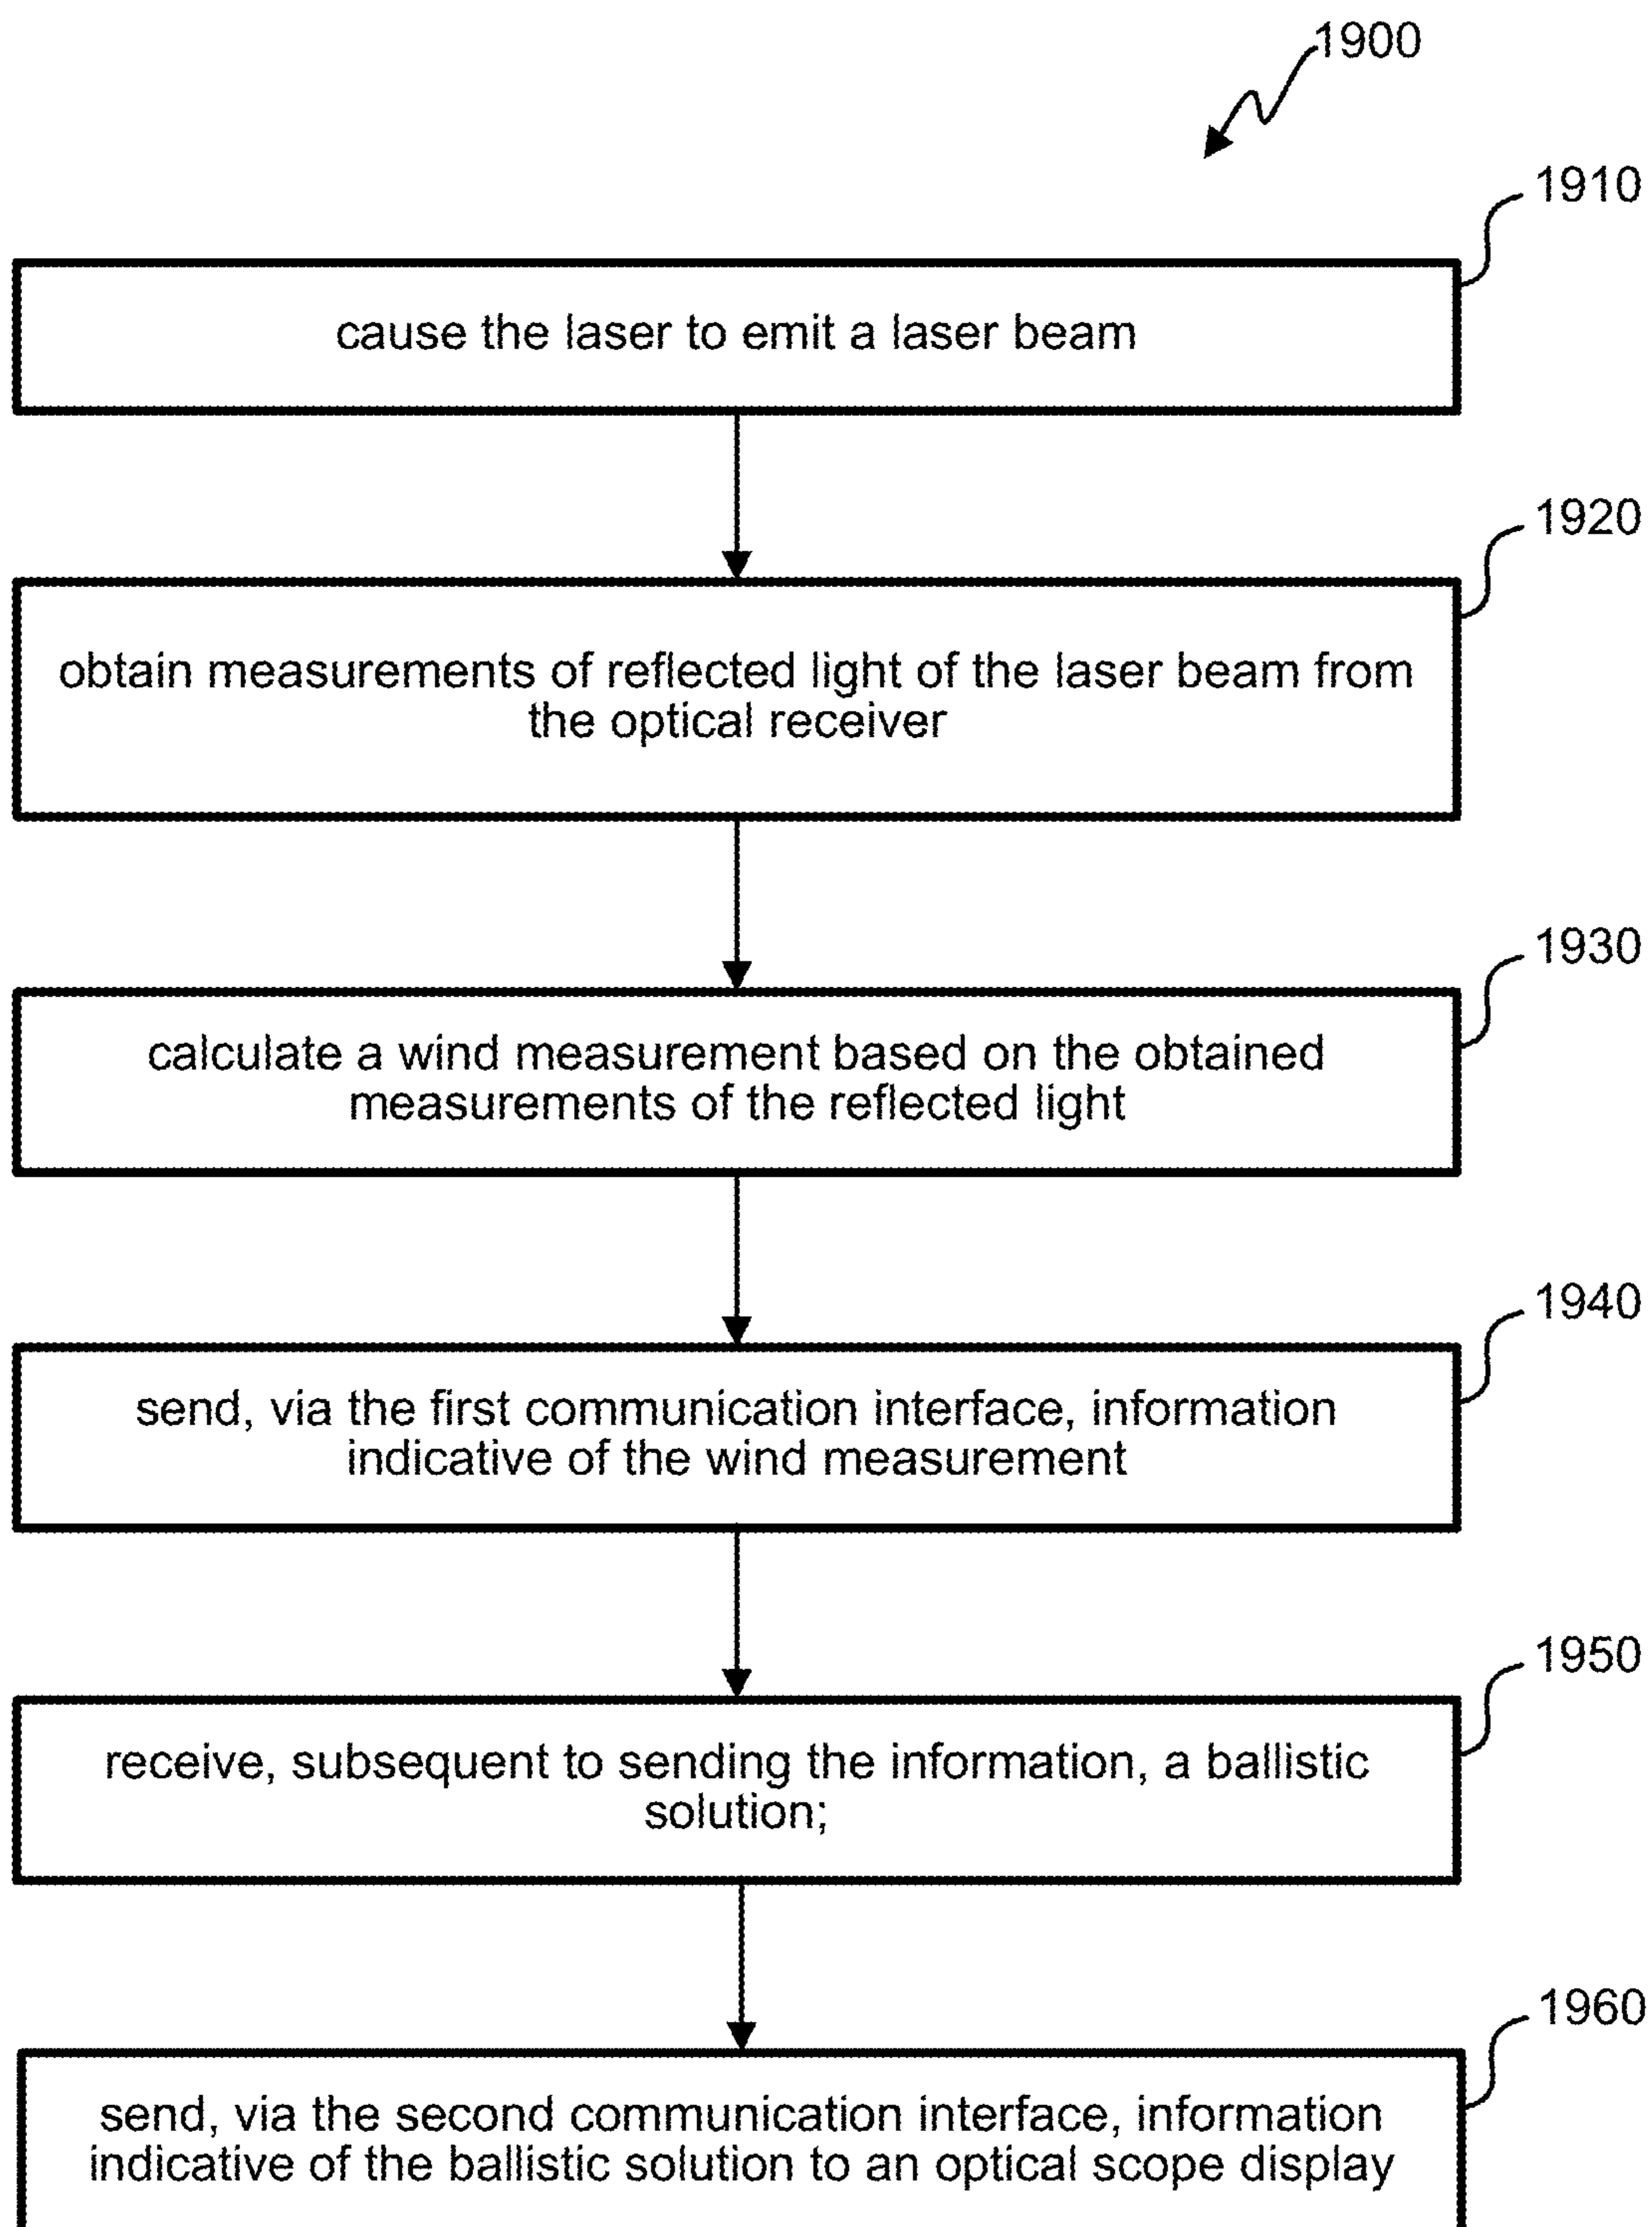 1900
1910
cause the laser to emit a laser beam
1920
obtain measurements of reflected light of the laser beam from
the optical receiver
1930
calculate a wind measurement based on the obtained
measurements of the reflected light
1940
send, via the first communication interface, information
indicative of the wind measurement
1950
receive, subsequent to sending the information, a ballistic
solution;
1960
send, via the second communication interface, information
indicative of the ballistic solution to an optical scope display